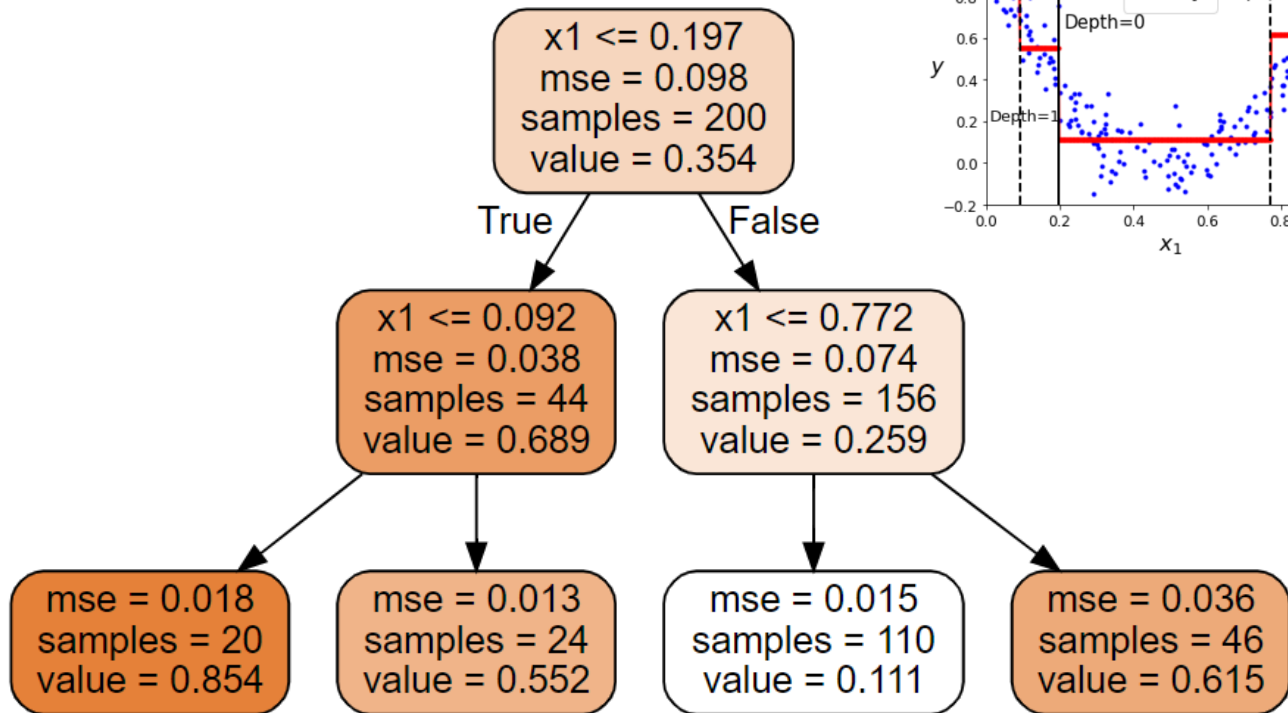 x1 <= 0.197
mse = 0.098
samples = 200
value = 0.354
True
False
x1 <= 0.092
mse = 0.038
samples = 44
value = 0.689
x1 <= 0.772
mse = 0.074
samples = 156
value = 0.259
mse = 0.018
samples = 20
value = 0.854
mse = 0.013
samples = 24
value = 0.552
mse = 0.015
samples = 110
value = 0.111
mse = 0.036
samples = 46
value = 0.615
Depth=0
0.6
y
0.4
Depth=1
0.2
0.0
−0.2
0.0 0.2 0.4 0.6 0.8
x1